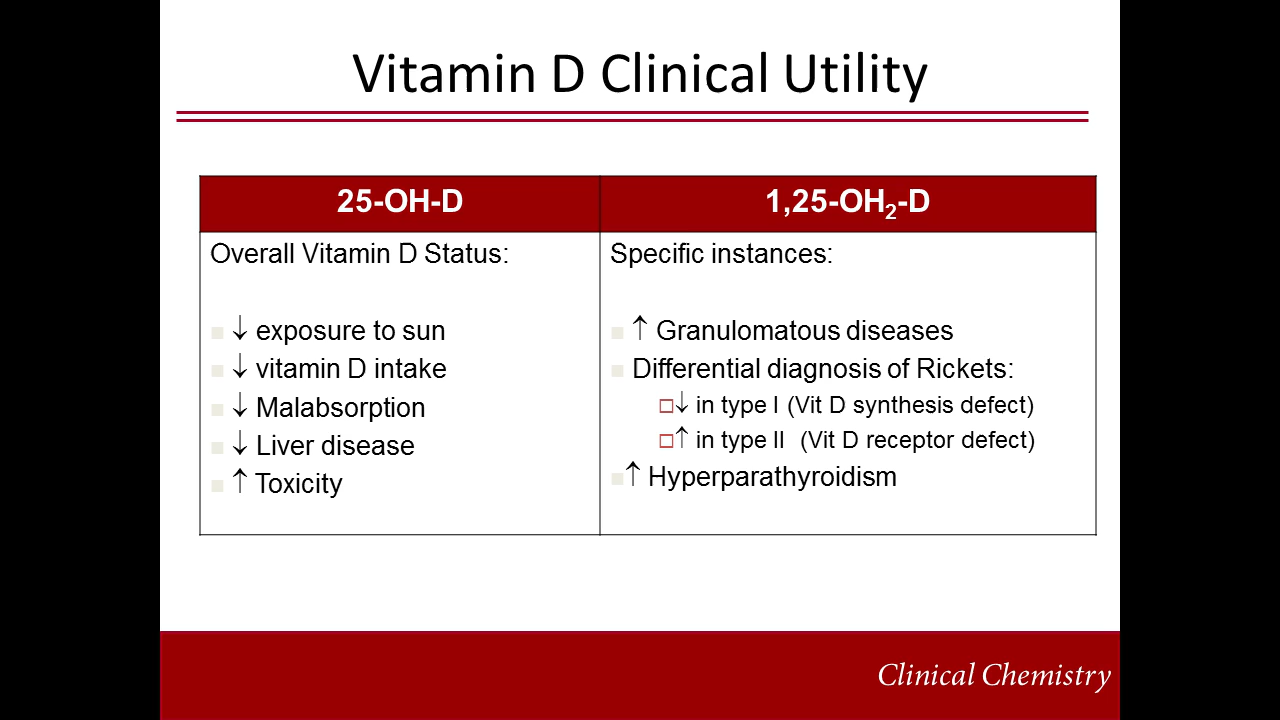 Vitamin D Clinical Utility
25-OH-D
1,25-OH₂-D
Overall Vitamin D Status:
↓ exposure to sun
↓ vitamin D intake
↓ Malabsorption
↓ Liver disease
↑ Toxicity
Specific instances:
↑ Granulomatous diseases
Differential diagnosis of Rickets:
↓ in type I (Vit D synthesis defect)
↑ in type II (Vit D receptor defect)
↑ Hyperparathyroidism
Clinical Chemistry